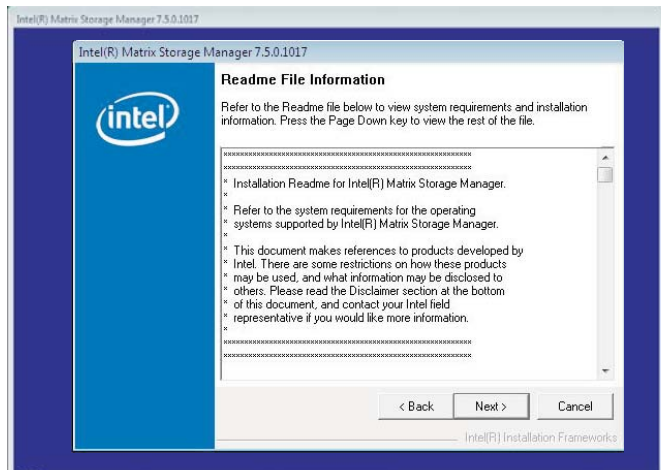 Intel(R) Matrix Storage Manager 7.5.0.1017
Intel(R) Matrix Storage Manager 7.5.0.1017
intel
Readme File Information
Refer to the Readme file below to view system requirements and installation
information. Press the Page Down key to view the rest of the file.
************************************************************
************************************************************
* Installation Readme for Intel(R) Matrix Storage Manager.
*
* Refer to the system requirements for the operating
* systems supported by Intel(R) Matrix Storage Manager.
*
* This document makes references to products developed by
* Intel. There are some restrictions on how these products
* may be used, and what information may be disclosed to
* others. Please read the Disclaimer section at the bottom
* of this document, and contact your Intel field
* representative if you would like more information.
*
************************************************************
************************************************************
< Back Next > Cancel
Intel(R) Installation Frameworks